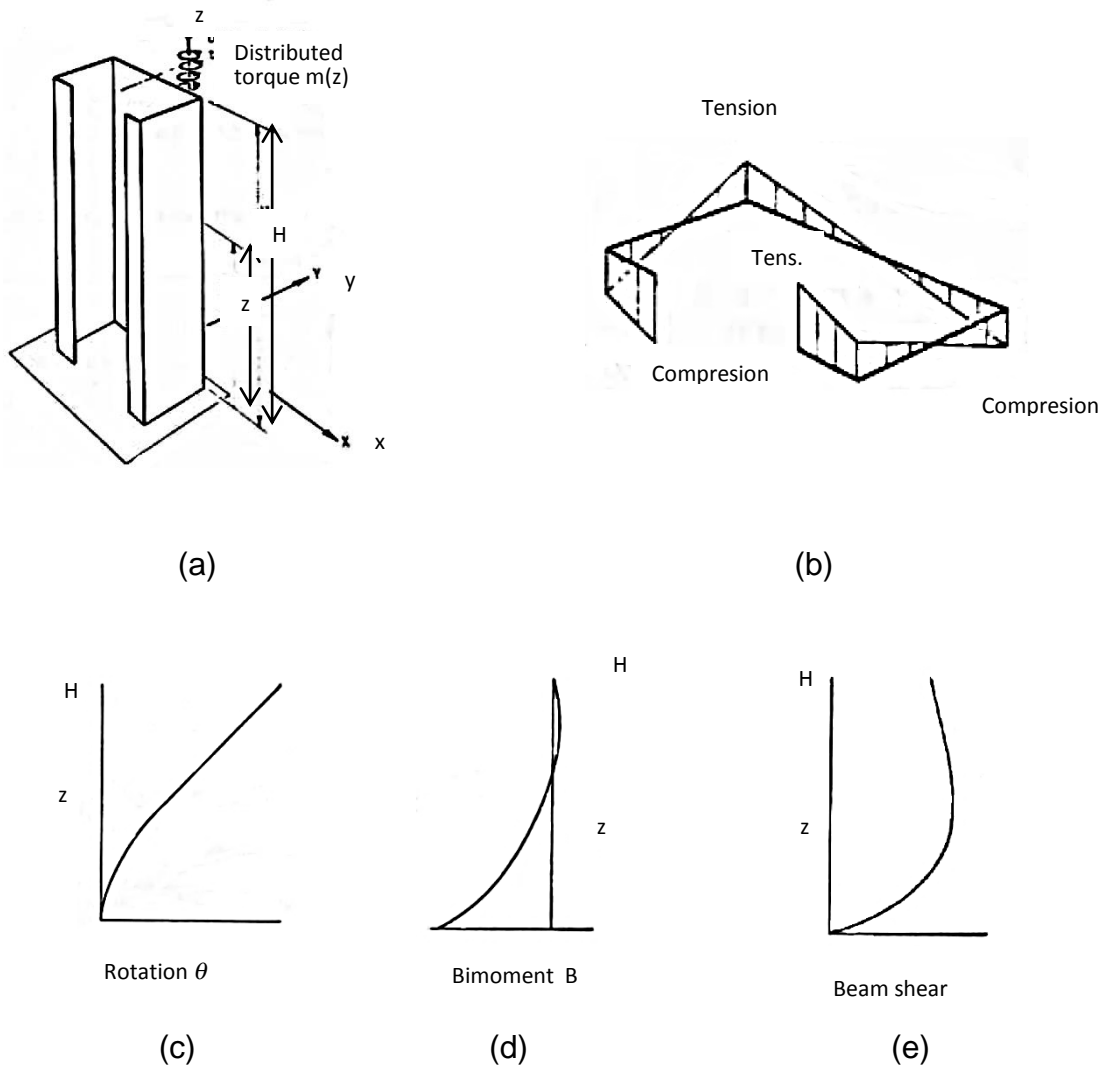 z
Distributed
torque m(z)
H
z
Y
y
X
x
(a)
Tension
Tens.
Compresion
Compresion
(b)
H
z
Rotation θ
(c)
H
z
Bimoment B
(d)
H
z
Beam shear
(e)